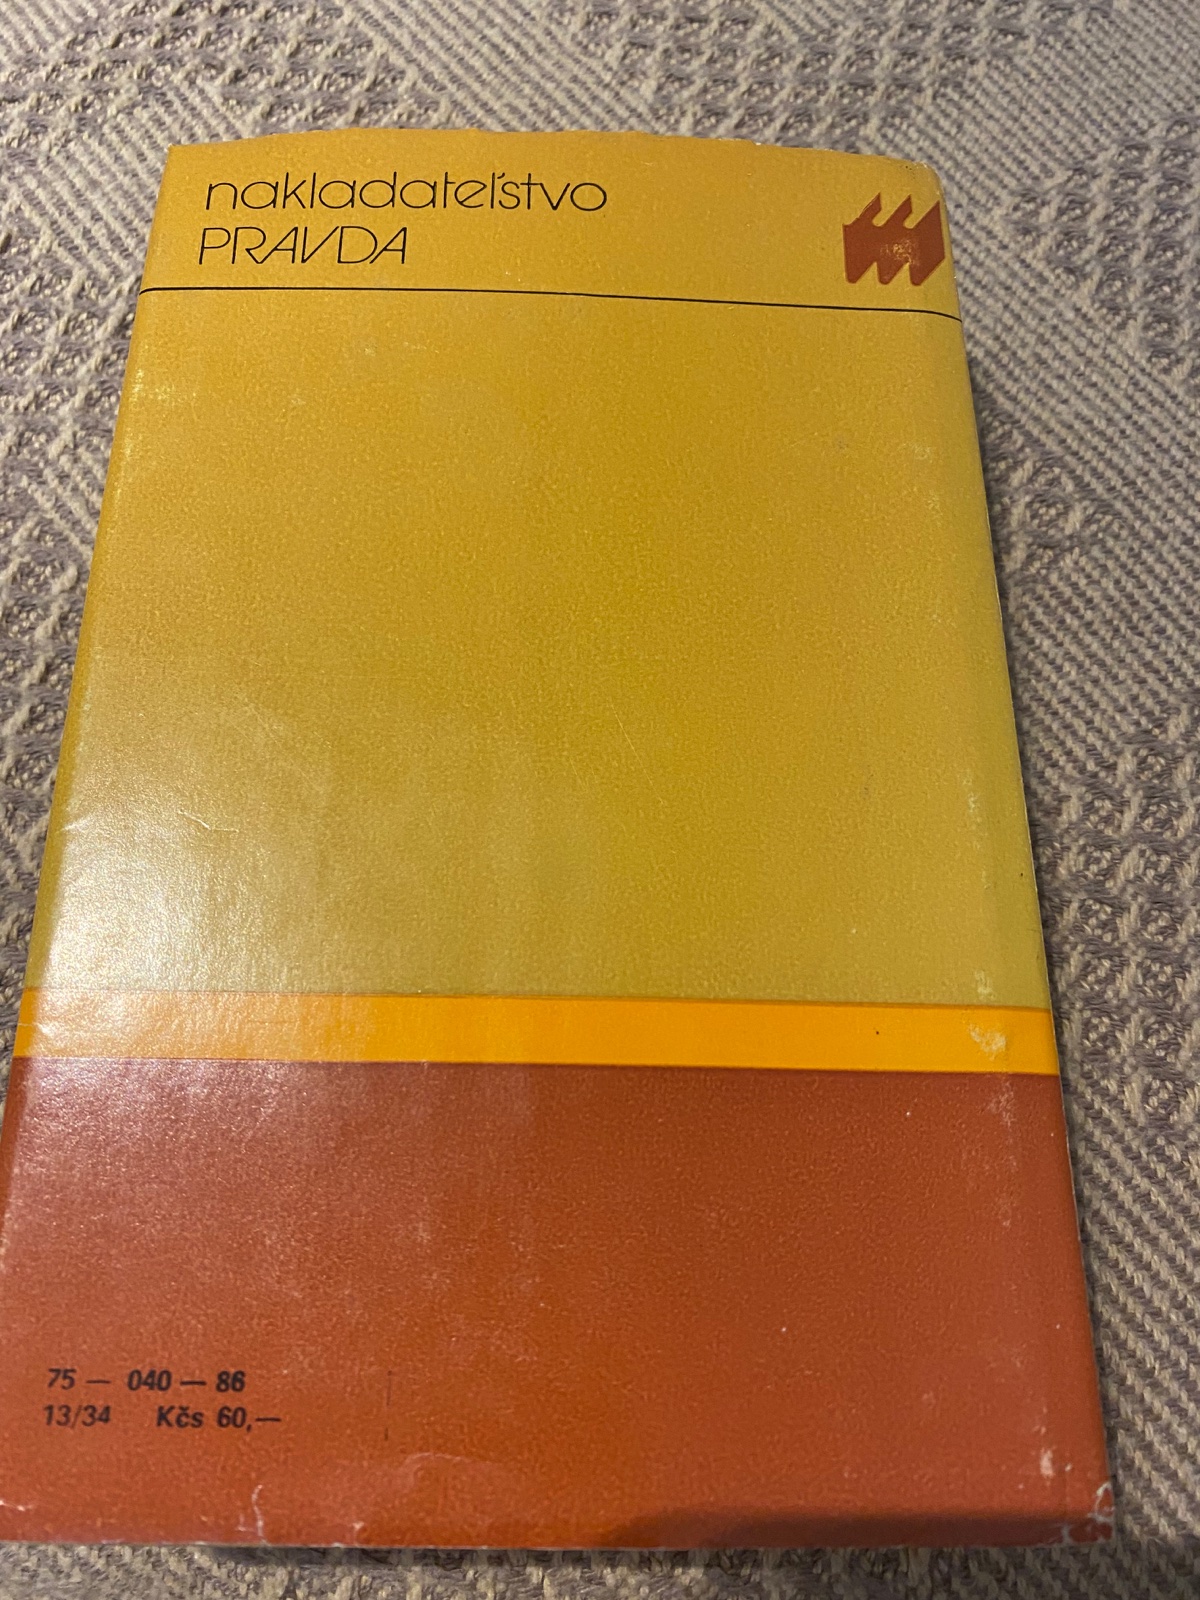 nakladateľstvo
PRAVDA
75 — 040 — 86
13/34 Kčs 60,—